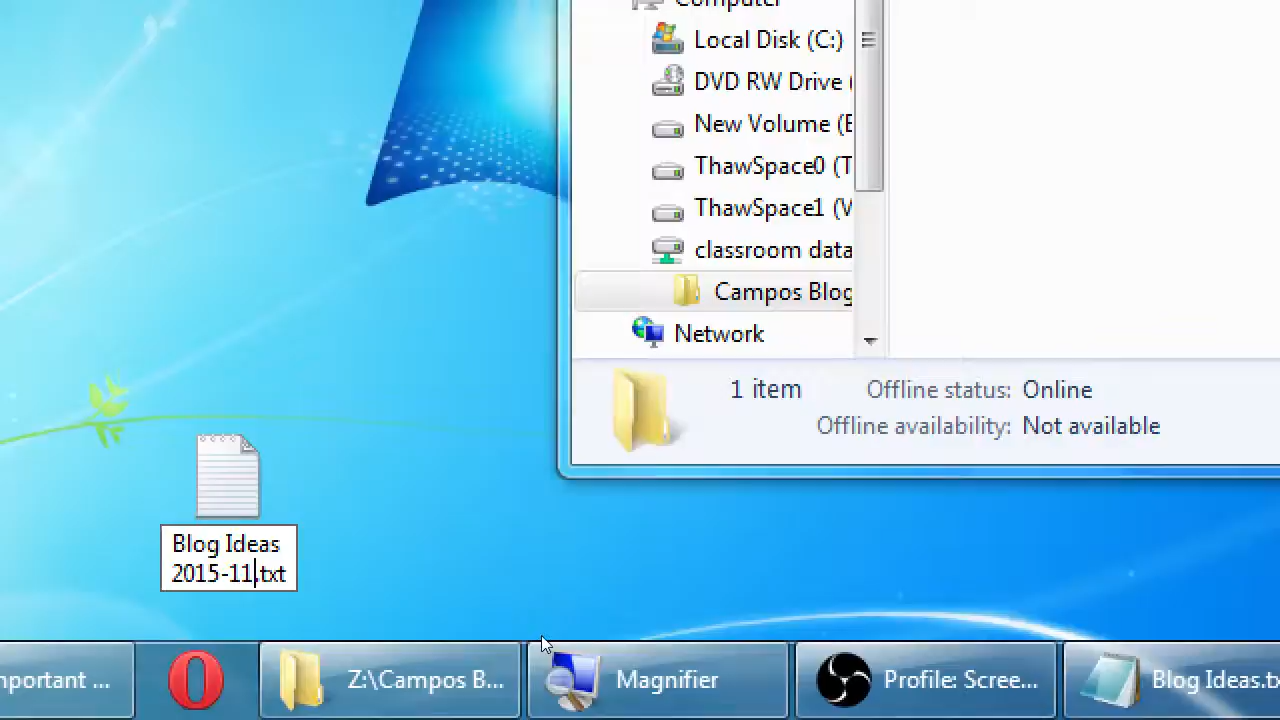 Computer
Local Disk (C:)
DVD RW Drive (
New Volume (E
ThawSpace0 (T
ThawSpace1 (V
classroom data
Campos Blog
Network
1 item
Offline status: Online
Offline availability: Not available
Blog Ideas
2015-11.txt
mportant ...
Z:\Campos B...
Magnifier
Profile: Scree...
Blog Ideas.tx